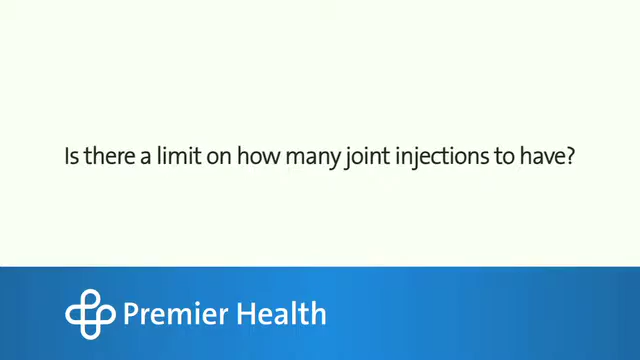 Is there a limit on how many joint injections to have?
Premier Health